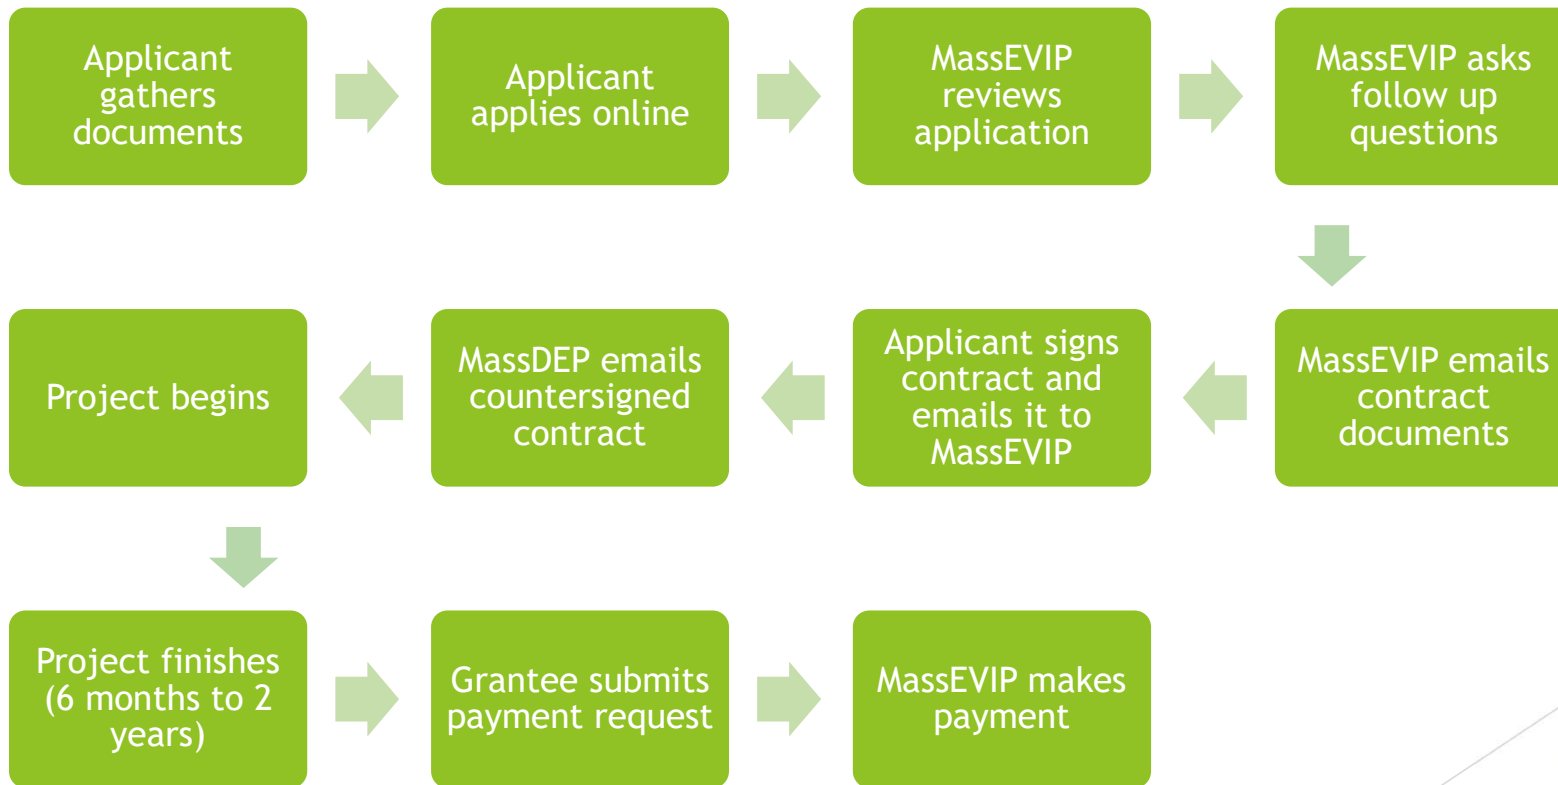 Applicant
gathers
documents
Applicant
applies online
MassEVIP
reviews
application
MassEVIP asks
follow up
questions
MassEVIP emails
contract
documents
Applicant signs
contract and
emails it to
MassEVIP
MassDEP emails
countersigned
contract
Project begins
Project finishes
(6 months to 2
years)
Grantee submits
payment request
MassEVIP makes
payment